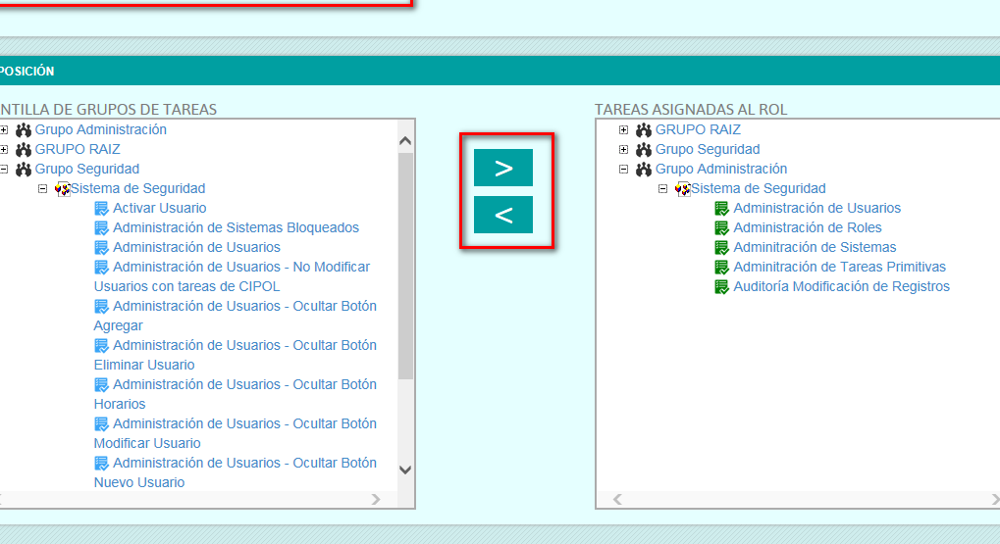 POSICIÓN
NTILLA DE GRUPOS DE TAREAS
Grupo Administración
GRUPO RAIZ
Grupo Seguridad
Sistema de Seguridad
Activar Usuario
Administración de Sistemas Bloqueados
Administración de Usuarios
Administración de Usuarios - No Modificar
Usuarios con tareas de CIPOL
Administración de Usuarios - Ocultar Botón
Agregar
Administración de Usuarios - Ocultar Botón
Eliminar Usuario
Administración de Usuarios - Ocultar Botón
Horarios
Administración de Usuarios - Ocultar Botón
Modificar Usuario
Administración de Usuarios - Ocultar Botón
Nuevo Usuario
>
<
TAREAS ASIGNADAS AL ROL
GRUPO RAIZ
Grupo Seguridad
Grupo Administración
Sistema de Seguridad
Administración de Usuarios
Administración de Roles
Adminitración de Sistemas
Adminitración de Tareas Primitivas
Auditoría Modificación de Registros